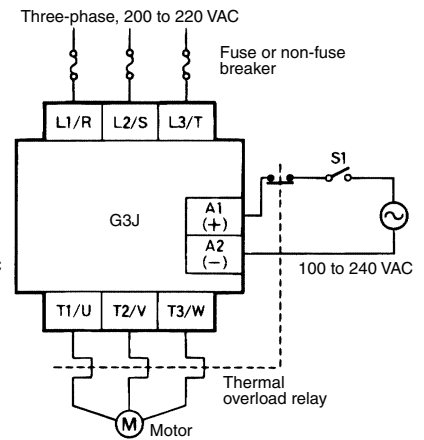 Three-phase, 200 to 220 VAC
Fuse or non-fuse
breaker
L1/R L2/S L3/T
S1
A1
(+)
G3J
A2
(−)
100 to 240 VAC
T1/U T2/V T3/W
Thermal
overload relay
M Motor